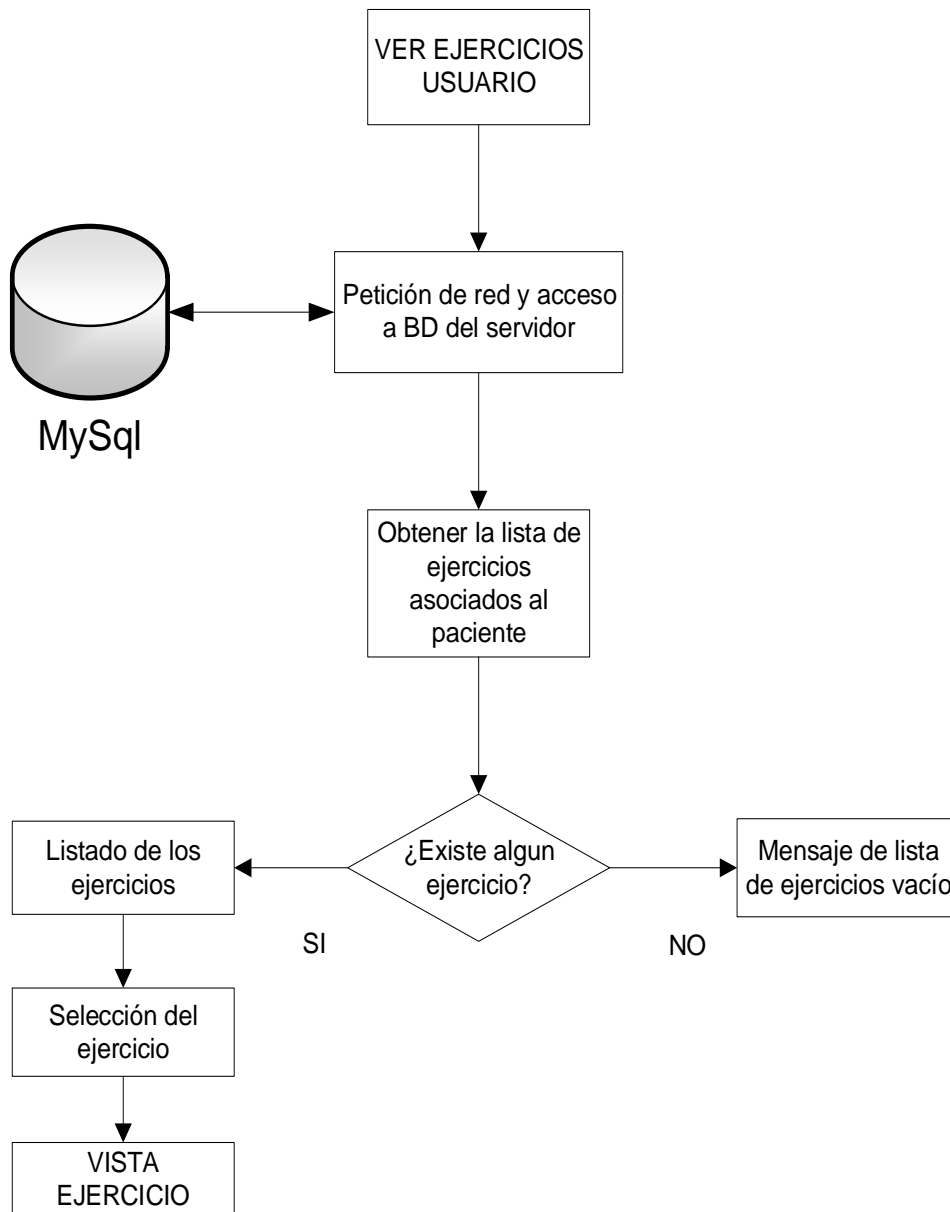 VER EJERCICIOS
USUARIO
Petición de red y acceso
a BD del servidor
MySql
Obtener la lista de
ejercicios
asociados al
paciente
¿Existe algun
ejercicio?
Listado de los
ejercicios
Mensaje de lista
de ejercicios vacío
SI
NO
Selección del
ejercicio
VISTA
EJERCICIO